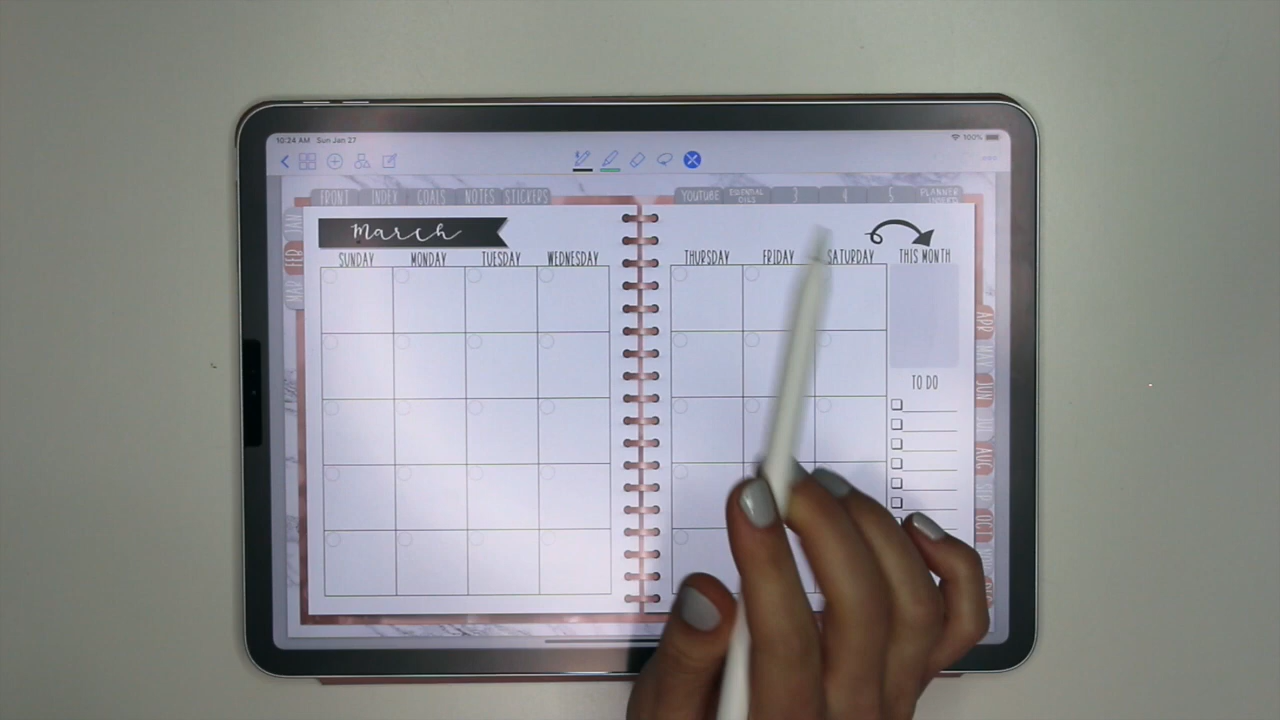 10:24 AM Sun Jan 27
100%
FRONT INDEX GOALS NOTES STICKERS
YOUTUBE ESSENTIAL OILS 3 4 5 PLANNER
JAN
FEB
MAR
March
SUNDAY MONDAY TUESDAY WEDNESDAY
THURSDAY FRIDAY SATURDAY THIS MONTH
TO DO
APR
MAY
JUN
JUL
AUG
SEP
OCT